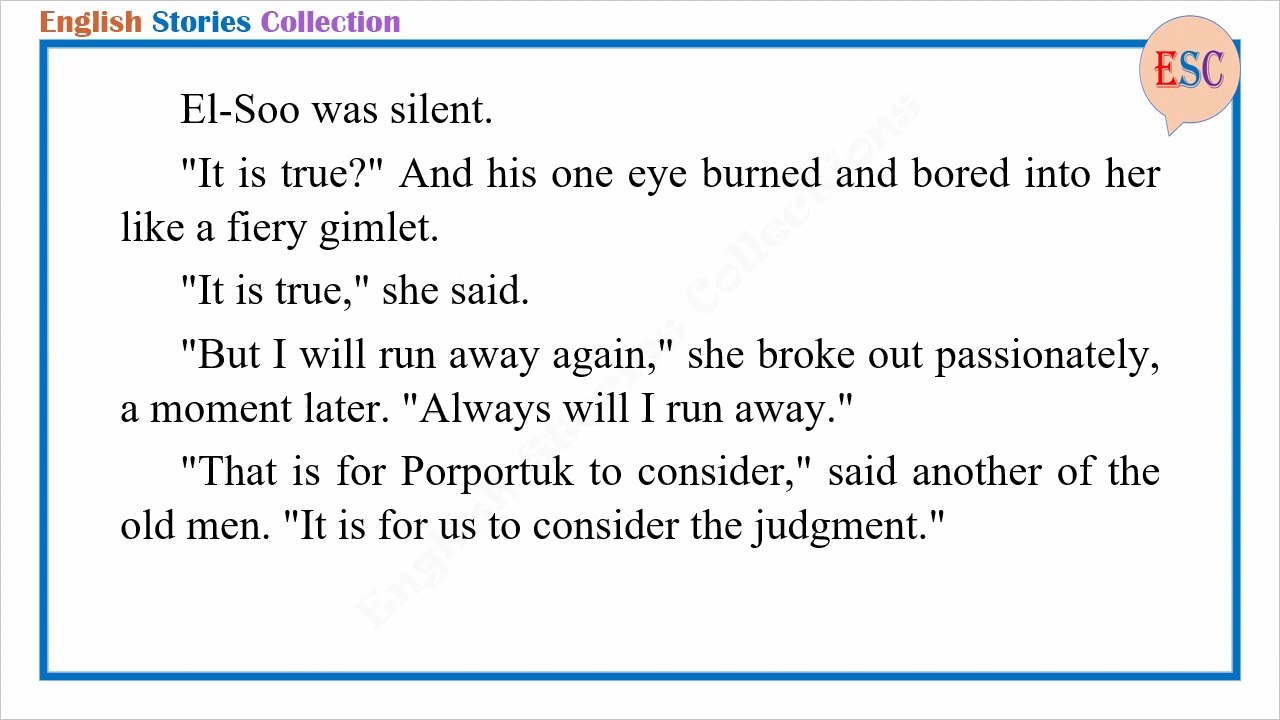 English Stories Collection
ESC
El-Soo was silent.
"It is true?" And his one eye burned and bored into her
like a fiery gimlet.
"It is true," she said.
"But I will run away again," she broke out passionately,
a moment later. "Always will I run away."
"That is for Porportuk to consider," said another of the
old men. "It is for us to consider the judgment."
English Stories Collections